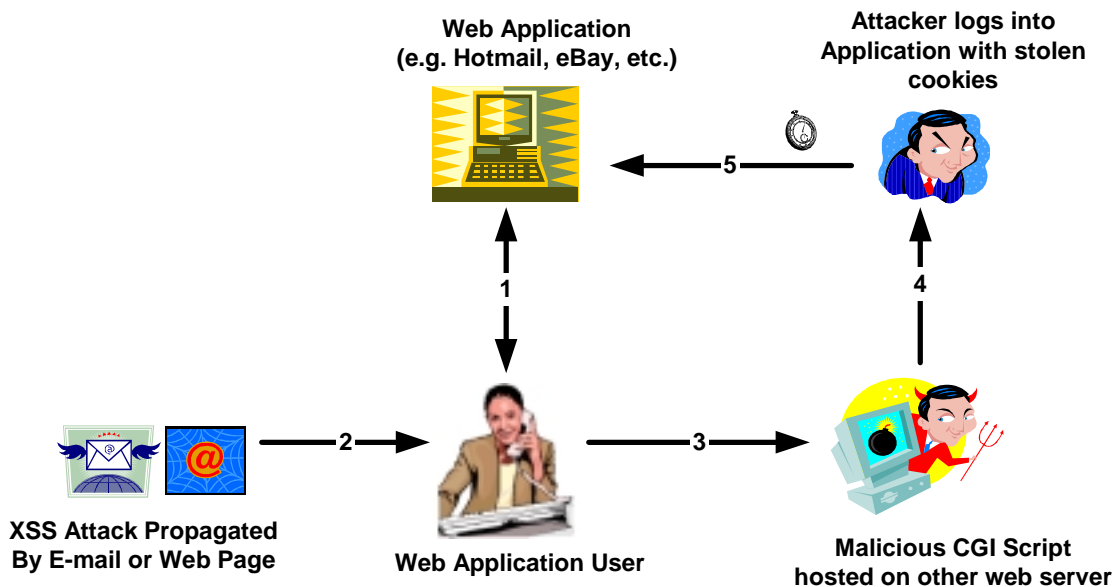 Web Application
(e.g. Hotmail, eBay, etc.)
Attacker logs into
Application with stolen
cookies
5
1
4
@
@
2
3
XSS Attack Propagated
By E-mail or Web Page
Web Application User
Malicious CGI Script
hosted on other web server